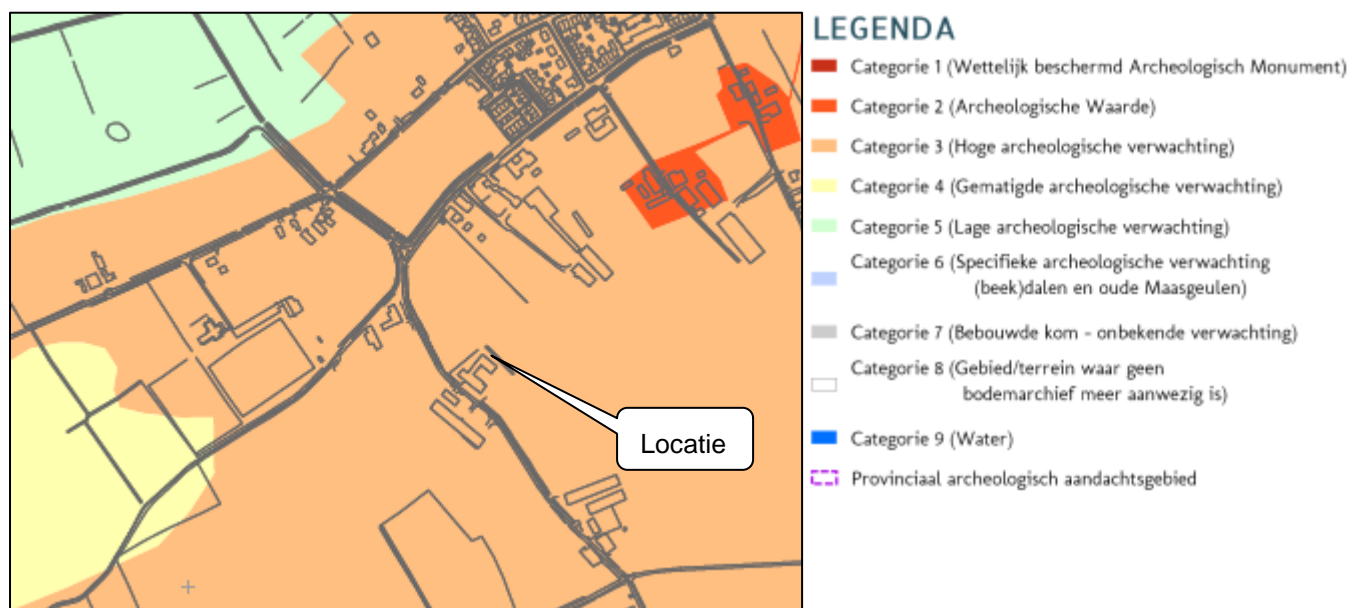 LEGENDA
Categorie 1 (Wettelijk beschermd Archeologisch Monument)
Categorie 2 (Archeologische Waarde)
Categorie 3 (Hoge archeologische verwachting)
Categorie 4 (Gematigde archeologische verwachting)
Categorie 5 (Lage archeologische verwachting)
Categorie 6 (Specifieke archeologische verwachting
(beek)dalen en oude Maasgeulen)
Categorie 7 (Bebouwde kom - onbekende verwachting)
Categorie 8 (Gebied/terrein waar geen
bodemarchief meer aanwezig is)
Categorie 9 (Water)
Provinciaal archeologisch aandachtsgebied
Locatie